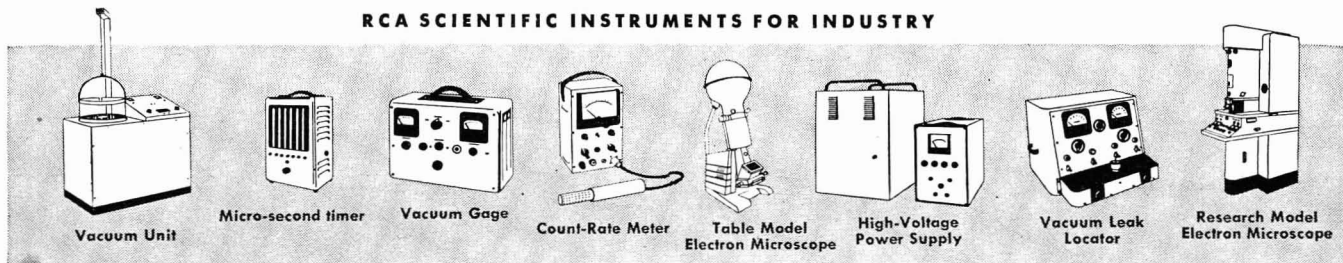 RCA SCIENTIFIC INSTRUMENTS FOR INDUSTRY
Vacuum Unit
Micro-second timer
Vacuum Gage
Count-Rate Meter
Table Model
Electron Microscope
High-Voltage
Power Supply
Vacuum Leak
Locator
Research Model
Electron Microscope